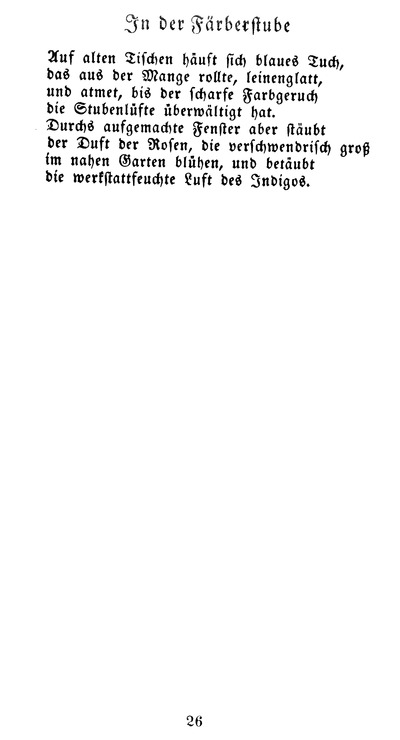 In der Färberstube
Auf alten Tischen häuft sich blaues Tuch,
das aus der Mange rollte, leinenglatt,
und atmet, bis der scharfe Farbgeruch
die Stubenlüfte überwältigt hat.
Durchs aufgemachte Fenster aber stäubt
der Duft der Rosen, die verschwendrisch groß
im nahen Garten blühen, und betäubt
die werkstattfeuchte Luft des Indigos.
26